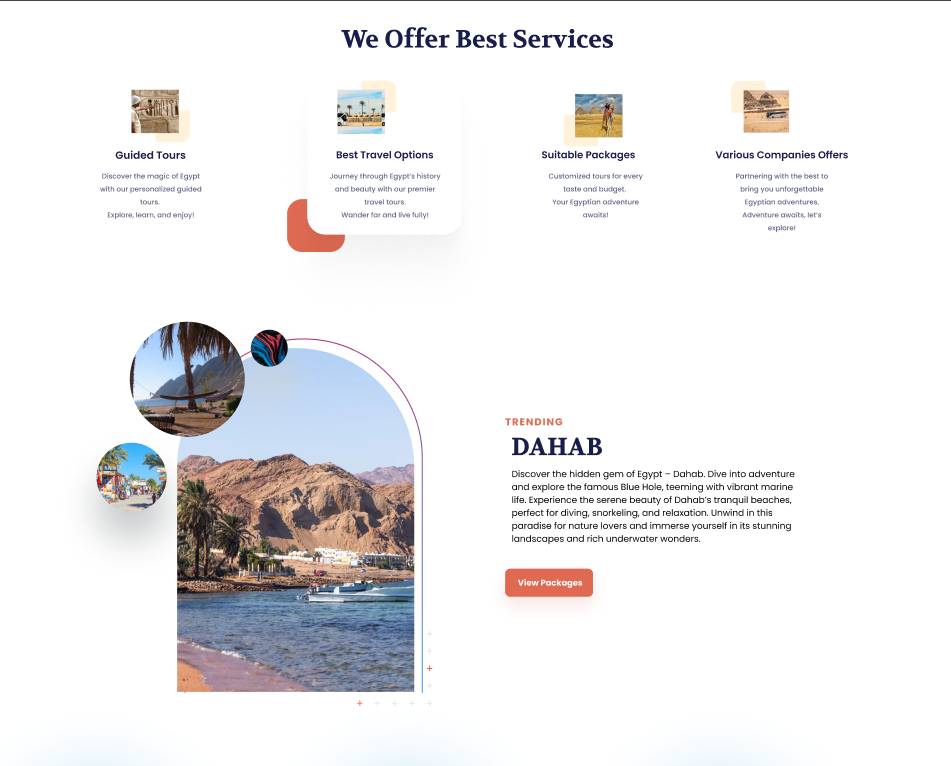 We Offer Best Services
Guided Tours
Discover the magic of Egypt
with our personalized guided
tours.
Explore, learn, and enjoy!
Best Travel Options
Journey through Egypt's history
and beauty with our premier
travel tours.
Wander far and live fully!
Suitable Packages
Customized tours for every
taste and budget.
Your Egyptian adventure
awaits!
Various Companies Offers
Partnering with the best to
bring you unforgettable
Egyptian adventures.
Adventure awaits, let's
explore!
TRENDING
DAHAB
Discover the hidden gem of Egypt – Dahab. Dive into adventure
and explore the famous Blue Hole, teeming with vibrant marine
life. Experience the serene beauty of Dahab's tranquil beaches,
perfect for diving, snorkeling, and relaxation. Unwind in this
paradise for nature lovers and immerse yourself in its stunning
landscapes and rich underwater wonders.
View Packages